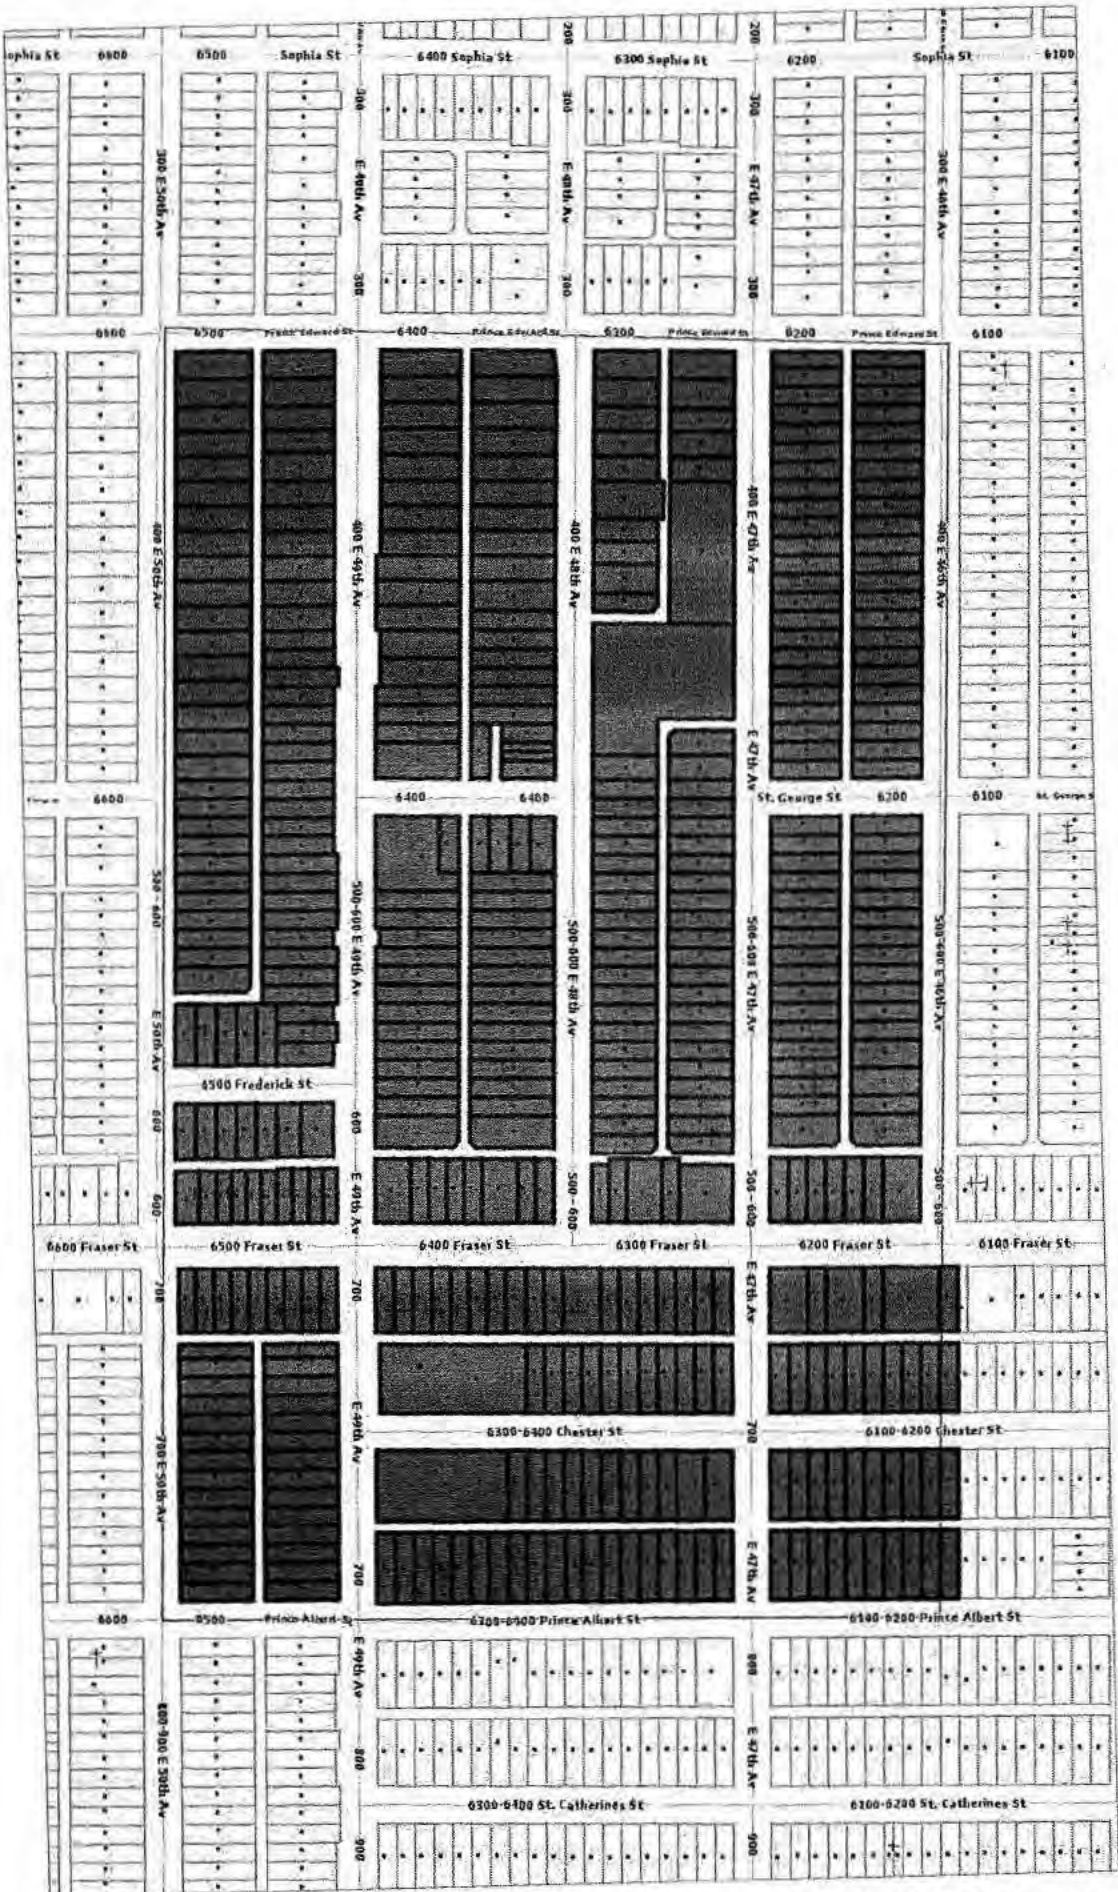 200
200
6600
6500
Sophia St
6400 Sophia St
6300 Sophia St
6200
Sophia St
6100
300
300
300
300 E 50th Av
E 49th Av
E 48th Av
E 47th Av
300 E 46th Av
300
300
300
6600
6500
Prince Edward St
6400
Prince Edward St
6300
Prince Edward St
6200
Prince Edward St
6100
400 E 50th Av
400 E 49th Av
400 E 48th Av
400 E 47th Av
400 E 46th Av
E 47th Av
6600
6400
6400
St. George St
6200
6100
St. George S
500 - 600
500-600 E 49th Av
500-600 E 48th Av
500-600 E 47th Av
500-600 E 46th Av
E 50th Av
6500 Frederick St
600
600
600
E 49th Av
500 - 600
500 - 600
500 - 600
6600 Fraser St
6500 Fraser St
6400 Fraser St
6300 Fraser St
6200 Fraser St
6100 Fraser St
700
700
E 47th Av
E 49th Av
6300-6400 Chester St
6100-6200 Chester St
700 E 50th Av
700
700
E 47th Av
6600
6500
Prince Albert St
6300-6400 Prince Albert St
6100-6200 Prince Albert St
E 49th Av
800
800-900 E 50th Av
800
E 47th Av
6300-6400 St. Catherines St
6100-6200 St. Catherines St
900
900